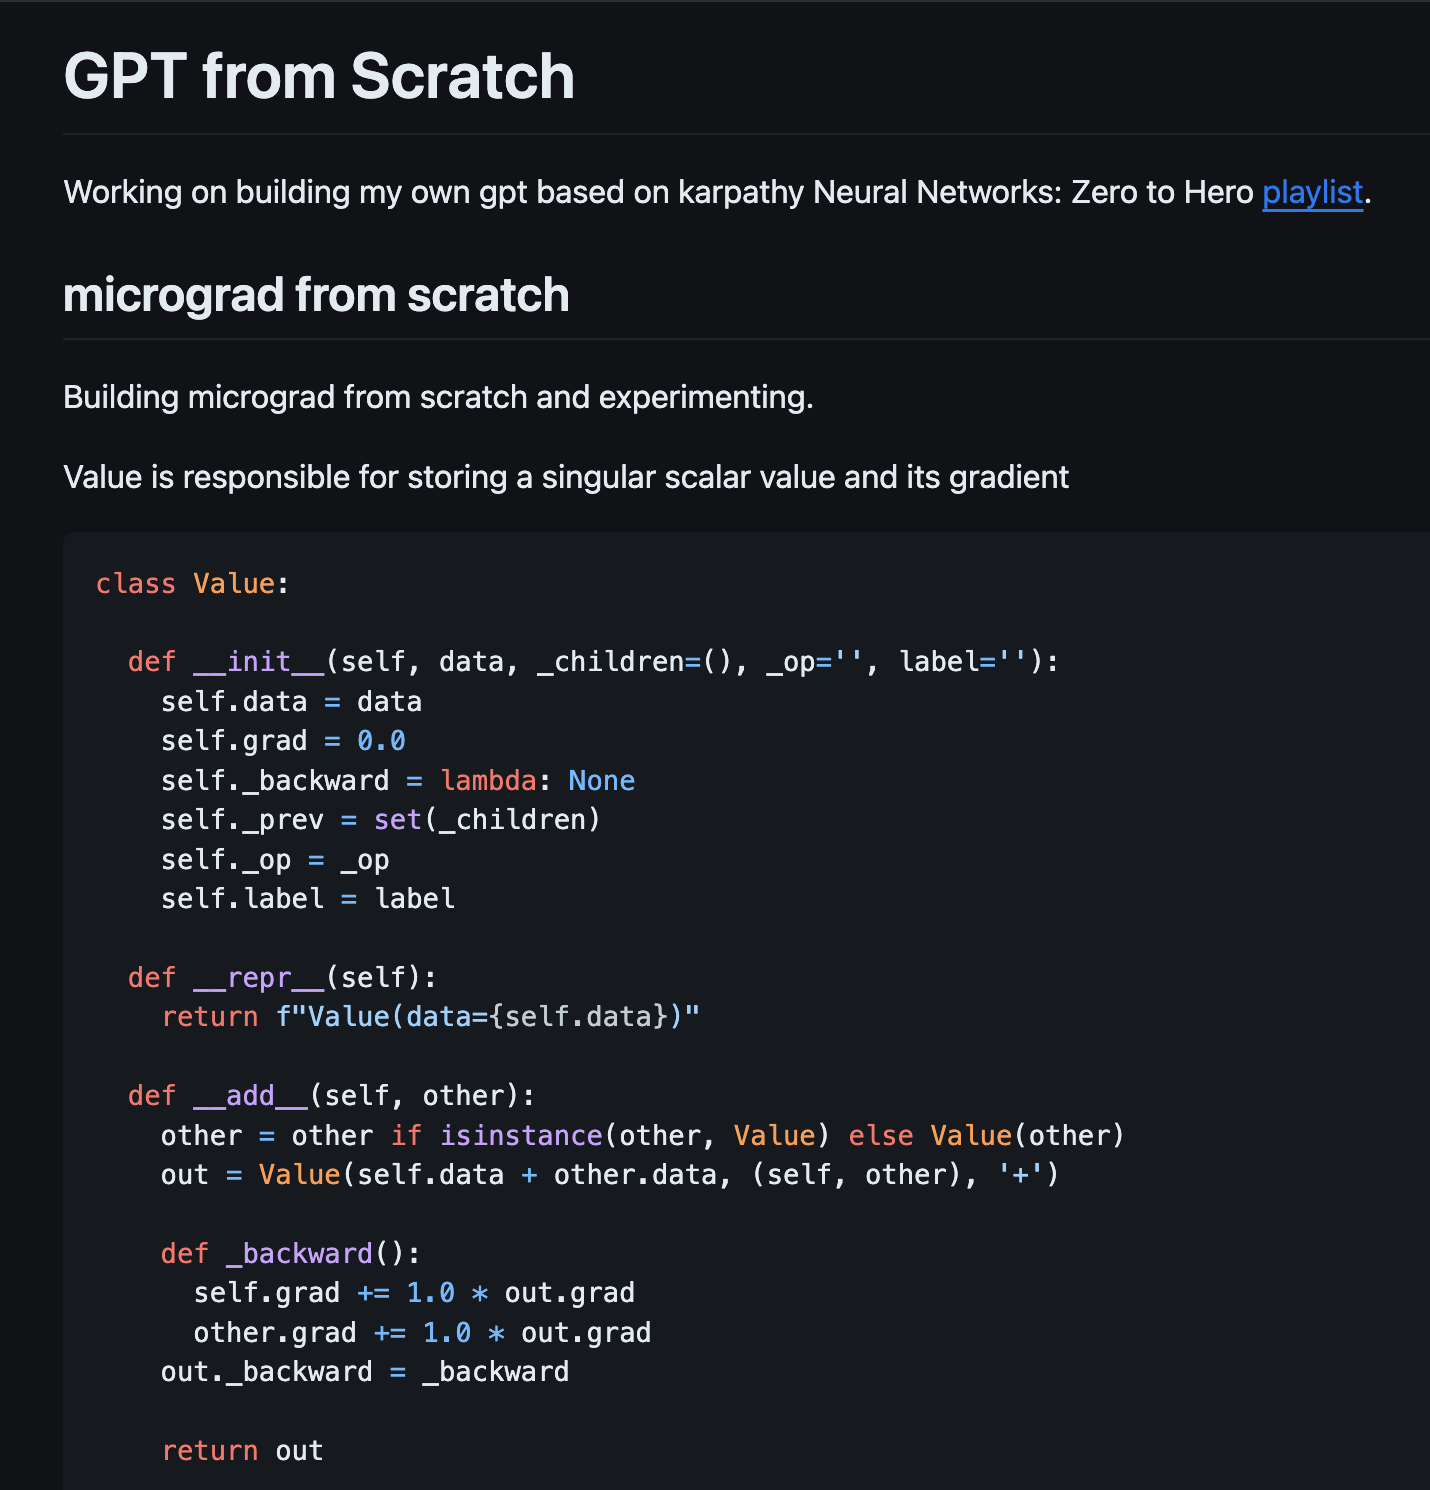 GPT from Scratch
Working on building my own gpt based on karpathy Neural Networks: Zero to Hero playlist.
micrograd from scratch
Building micrograd from scratch and experimenting.
Value is responsible for storing a singular scalar value and its gradient
class Value:
  def __init__(self, data, _children=(), _op='', label=''):
    self.data = data
    self.grad = 0.0
    self._backward = lambda: None
    self._prev = set(_children)
    self._op = _op
    self.label = label
  def __repr__(self):
    return f"Value(data={self.data})"
  def __add__(self, other):
    other = other if isinstance(other, Value) else Value(other)
    out = Value(self.data + other.data, (self, other), '+')
    def _backward():
      self.grad += 1.0 * out.grad
      other.grad += 1.0 * out.grad
    out._backward = _backward
    return out